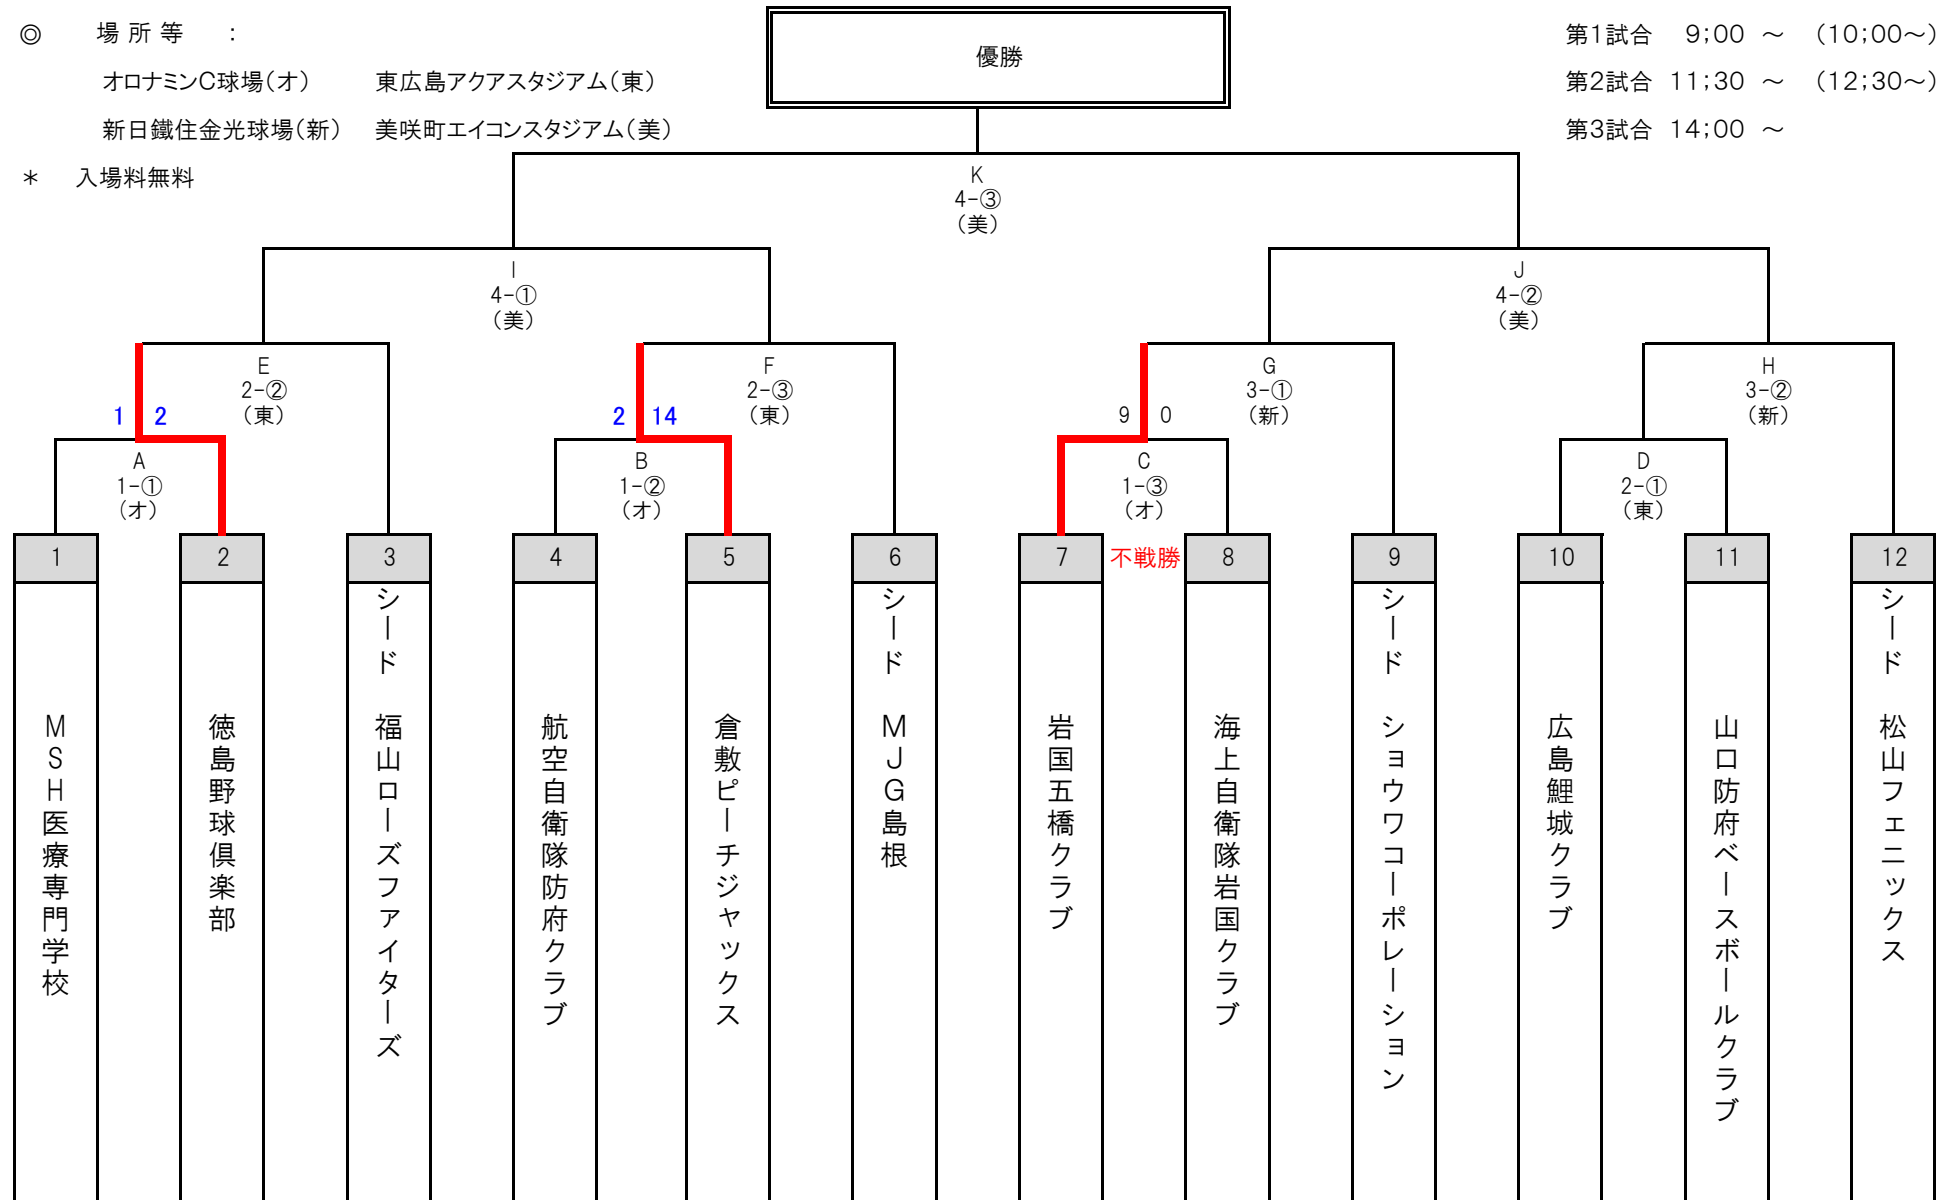 ◎ 場 所 等 :
オロナミンC球場(オ) 東広島アクアスタジアム(東)
新日鐵住金光球場(新) 美咲町エイコンスタジアム(美)
＊ 入場料無料
優勝
第1試合 9;00 ～ (10;00～)
第2試合 11;30 ～ (12;30～)
第3試合 14;00 ～
K
4-③
(美)
I
4-①
(美)
J
4-②
(美)
E
2-②
(東)
F
2-③
(東)
G
3-①
(新)
H
3-②
(新)
1 2
2 14
9 0
A
1-①
(オ)
B
1-②
(オ)
C
1-③
(オ)
D
2-①
(東)
1
2
3
4
5
6
7
不戦勝
8
9
10
11
12
MSH医療専門学校
徳島野球倶楽部
シード 福山ローズファイターズ
航空自衛隊防府クラブ
倉敷ピーチジャックス
シード MJG島根
岩国五橋クラブ
海上自衛隊岩国クラブ
シード ショウワコーポレーション
広島鯉城クラブ
山口防府ベースボールクラブ
シード 松山フェニックス